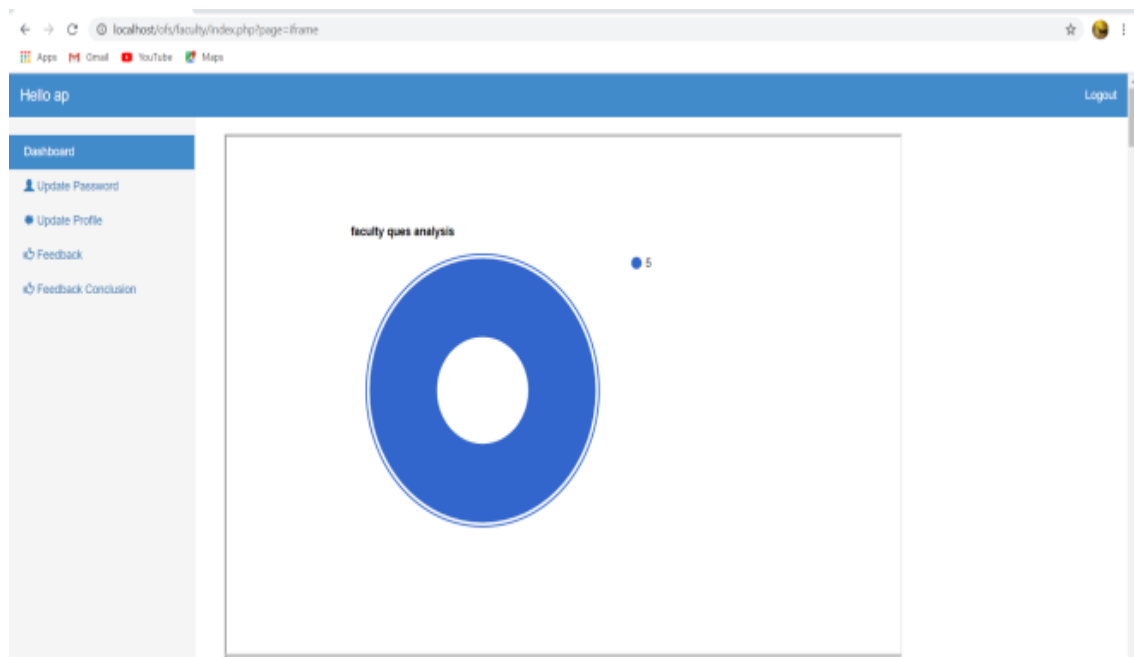 localhost/ofs/faculty/index.php?page=iframe
Apps Gmail YouTube Maps
Hello ap Logout
Dashboard
Update Password
Update Profile
Feedback
Feedback Conclusion
faculty ques analysis
5